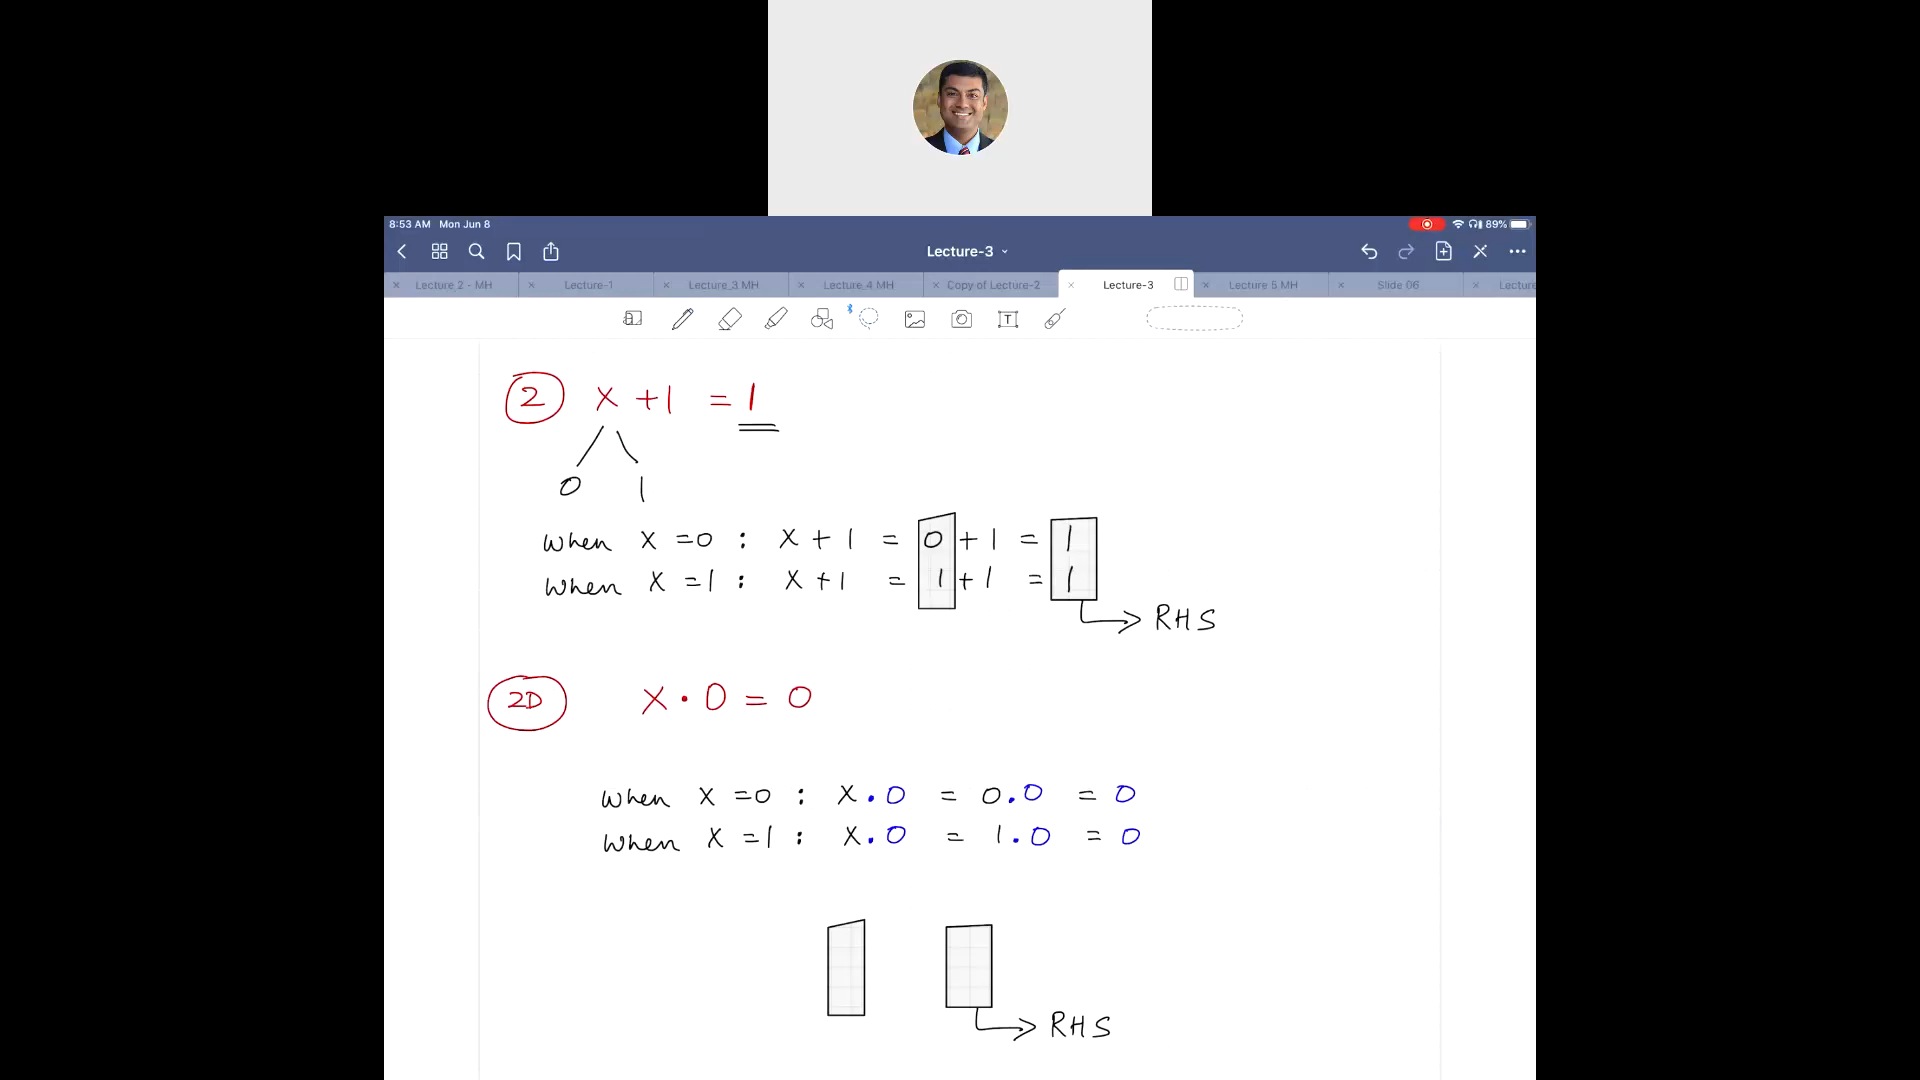 8:53 AM Mon Jun 8
89%
Lecture-3
Lecture 2 - MH
Lecture-1
Lecture_3 MH
Lecture_4 MH
Copy of Lecture-2
Lecture-3
Lecture 5 MH
Slide 06
Lecture
T
2 X + 1 = 1
0 1
When X = 0 : X + 1 = 0 + 1 = 1
When X = 1 : X + 1 = 1 + 1 = 1
RHS
2D X · 0 = 0
When X = 0 : X . 0 = 0 . 0 = 0
When X = 1 : X . 0 = 1 . 0 = 0
RHS